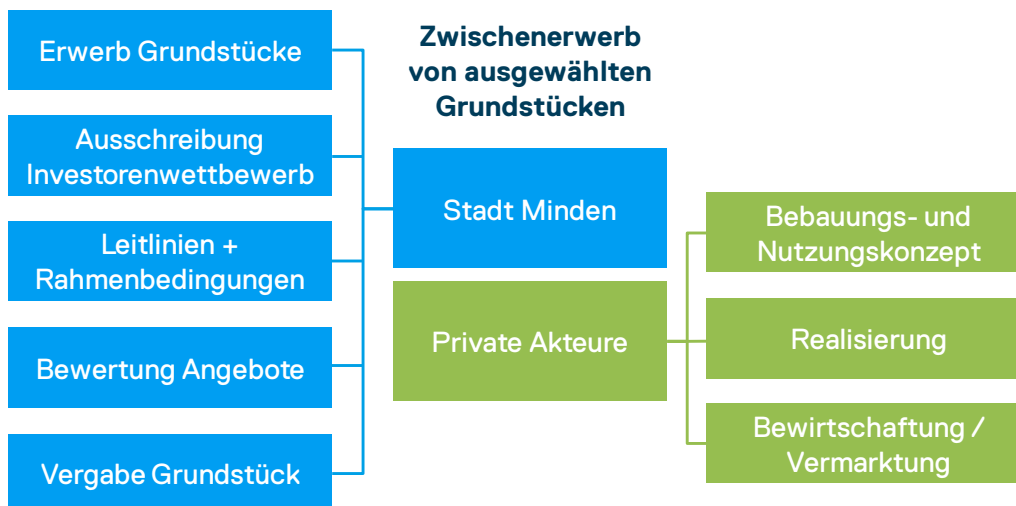 Zwischenerwerb
von ausgewählten
Grundstücken
Erwerb Grundstücke
Ausschreibung
Investorenwettbewerb
Leitlinien +
Rahmenbedingungen
Bewertung Angebote
Vergabe Grundstück
Stadt Minden
Private Akteure
Bebauungs- und
Nutzungskonzept
Realisierung
Bewirtschaftung /
Vermarktung